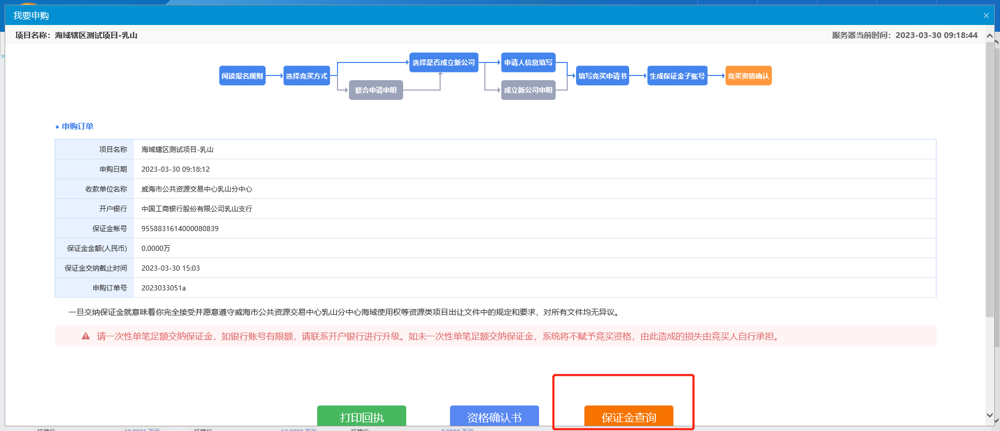 我要申购
项目名称：海域辖区测试项目-乳山
服务器当前时间：2023-03-30 09:18:44
阅读报名规则
选择竞买方式
选择是否成立新公司
联合申请申明
申请人信息填写
成立新公司申明
填写竞买申请书
生成保证金子账号
竞买资格确认
申购订单
项目名称 海域辖区测试项目-乳山
申购日期 2023-03-30 09:18:12
收款单位名称 威海市公共资源交易中心乳山分中心
开户银行 中国工商银行股份有限公司乳山支行
保证金帐号 9558831614000080839
保证金金额(人民币) 0.0000万
保证金交纳截止时间 2023-03-30 15:03
申购订单号 2023033051a
一旦交纳保证金就意味着你完全接受并愿意遵守威海市公共资源交易中心乳山分中心海域使用权等资源类项目出让文件中的规定和要求，对所有文件均无异议。
请一次性单笔足额交纳保证金，如银行账号有限额，请联系开户银行进行升级。如未一次性单笔足额交纳保证金，系统将不赋予竞买资格，由此造成的损失由竞买人自行承担。
打印回执
资格确认书
保证金查询